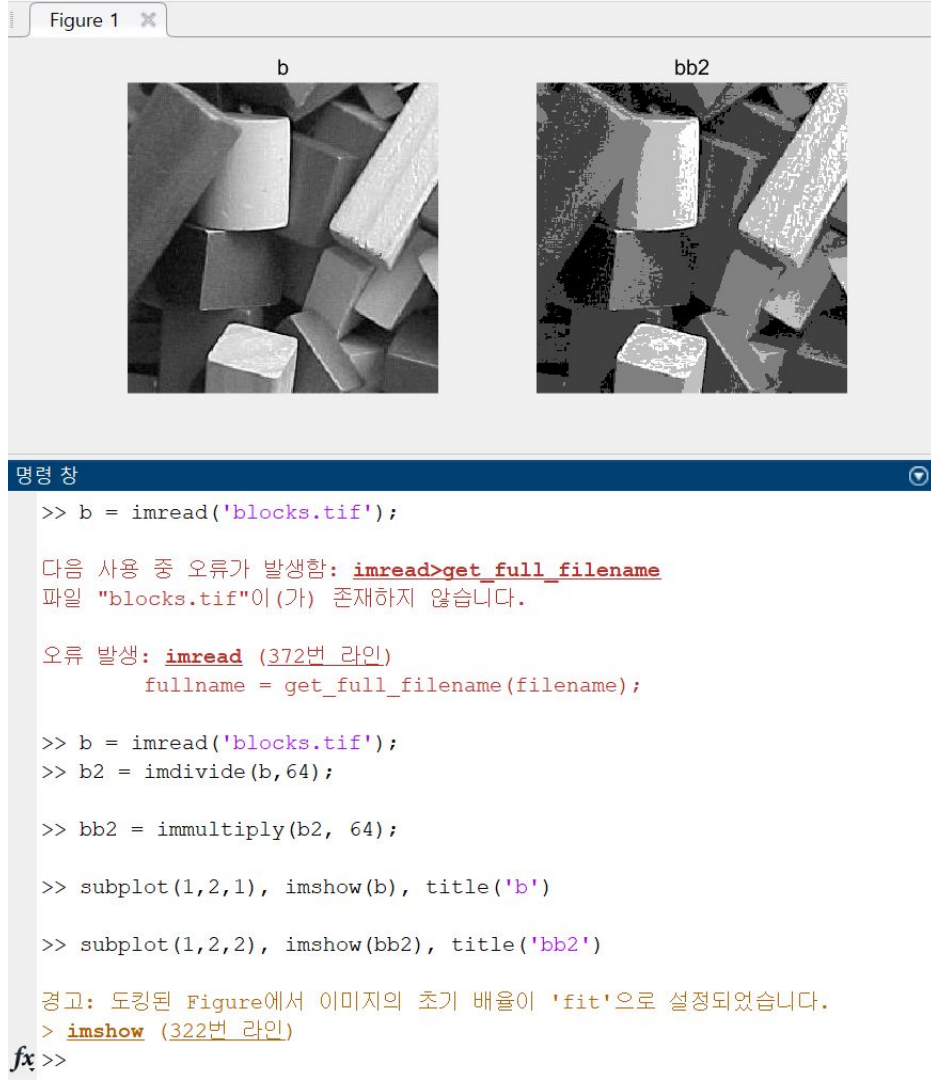 Figure 1
b
bb2
명령 창
>> b = imread('blocks.tif');
다음 사용 중 오류가 발생함: imread>get_full_filename
파일 "blocks.tif"이(가) 존재하지 않습니다.
오류 발생: imread (372번 라인)
fullname = get_full_filename(filename);
>> b = imread('blocks.tif');
>> b2 = imdivide(b,64);
>> bb2 = immultiply(b2, 64);
>> subplot(1,2,1), imshow(b), title('b')
>> subplot(1,2,2), imshow(bb2), title('bb2')
경고: 도킹된 Figure에서 이미지의 초기 배율이 'fit'으로 설정되었습니다.
> imshow (322번 라인)
fx >>